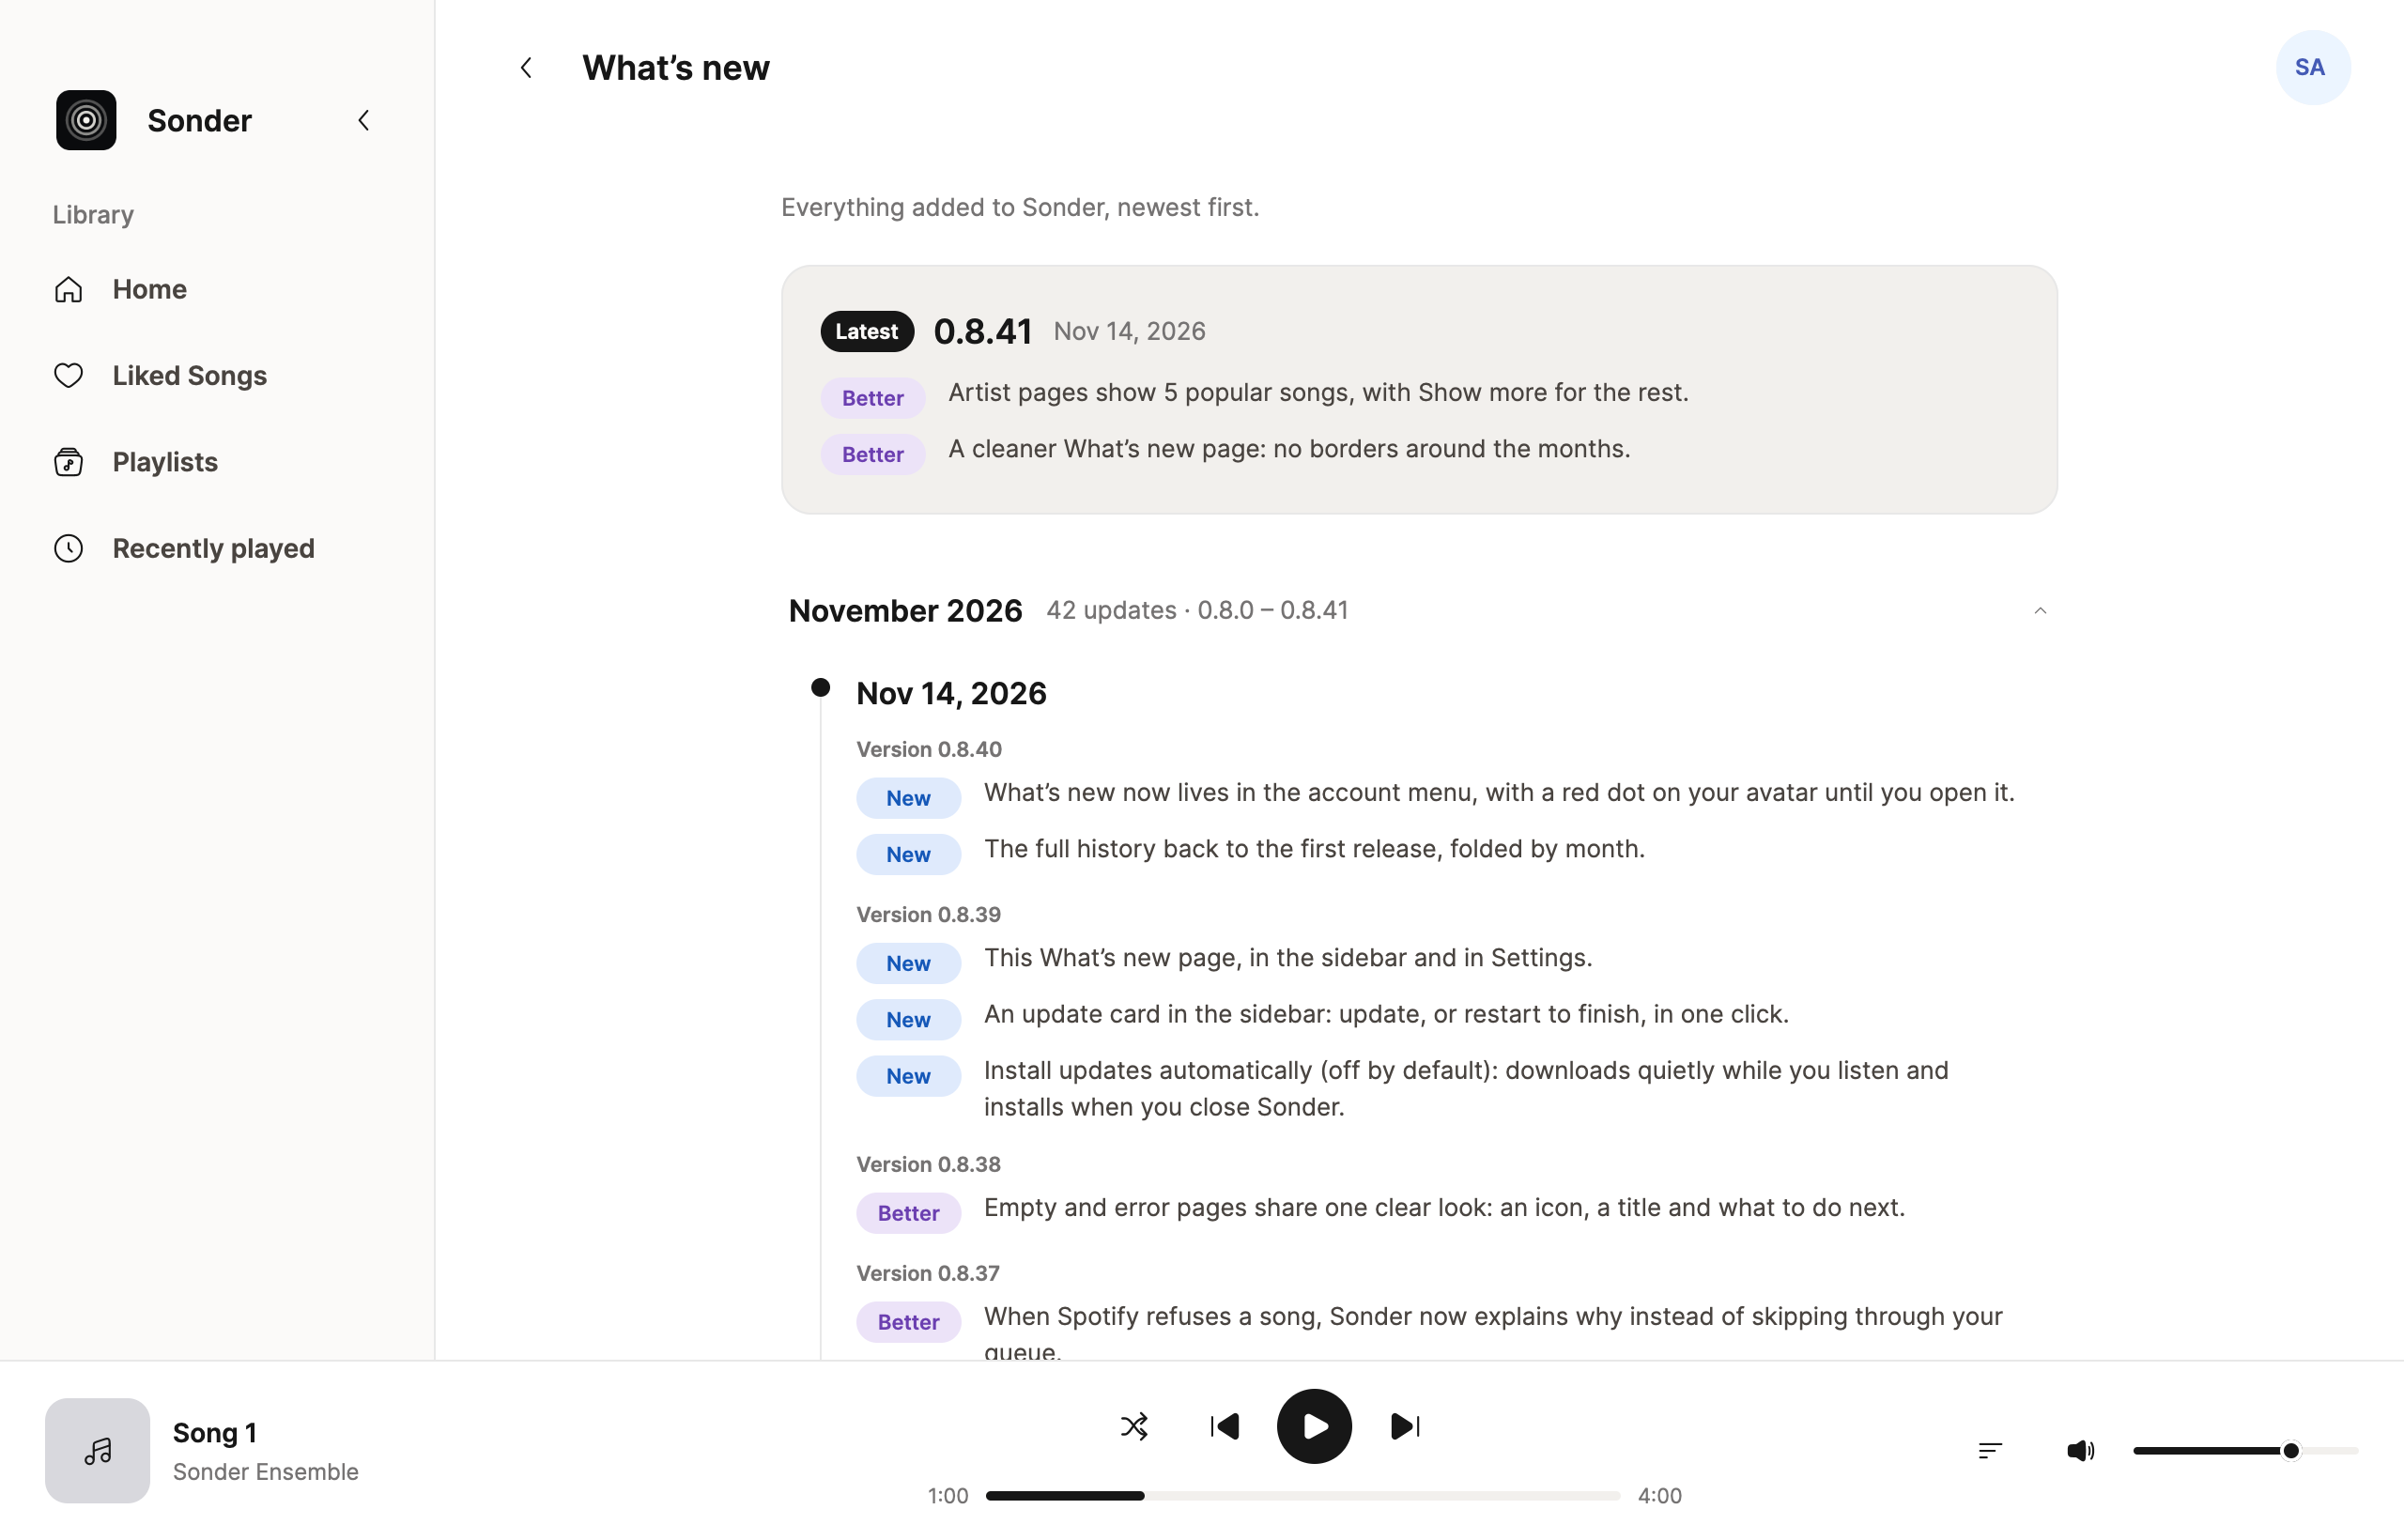 Sonder
Library
Home
Liked Songs
Playlists
Recently played
What’s new
SA
Everything added to Sonder, newest first.
Latest 0.8.41 Nov 14, 2026
Better Artist pages show 5 popular songs, with Show more for the rest.
Better A cleaner What’s new page: no borders around the months.
November 2026 42 updates · 0.8.0 – 0.8.41
Nov 14, 2026
Version 0.8.40
New What’s new now lives in the account menu, with a red dot on your avatar until you open it.
New The full history back to the first release, folded by month.
Version 0.8.39
New This What’s new page, in the sidebar and in Settings.
New An update card in the sidebar: update, or restart to finish, in one click.
New Install updates automatically (off by default): downloads quietly while you listen and
installs when you close Sonder.
Version 0.8.38
Better Empty and error pages share one clear look: an icon, a title and what to do next.
Version 0.8.37
Better When Spotify refuses a song, Sonder now explains why instead of skipping through your
queue.
Song 1
Sonder Ensemble
1:00
4:00